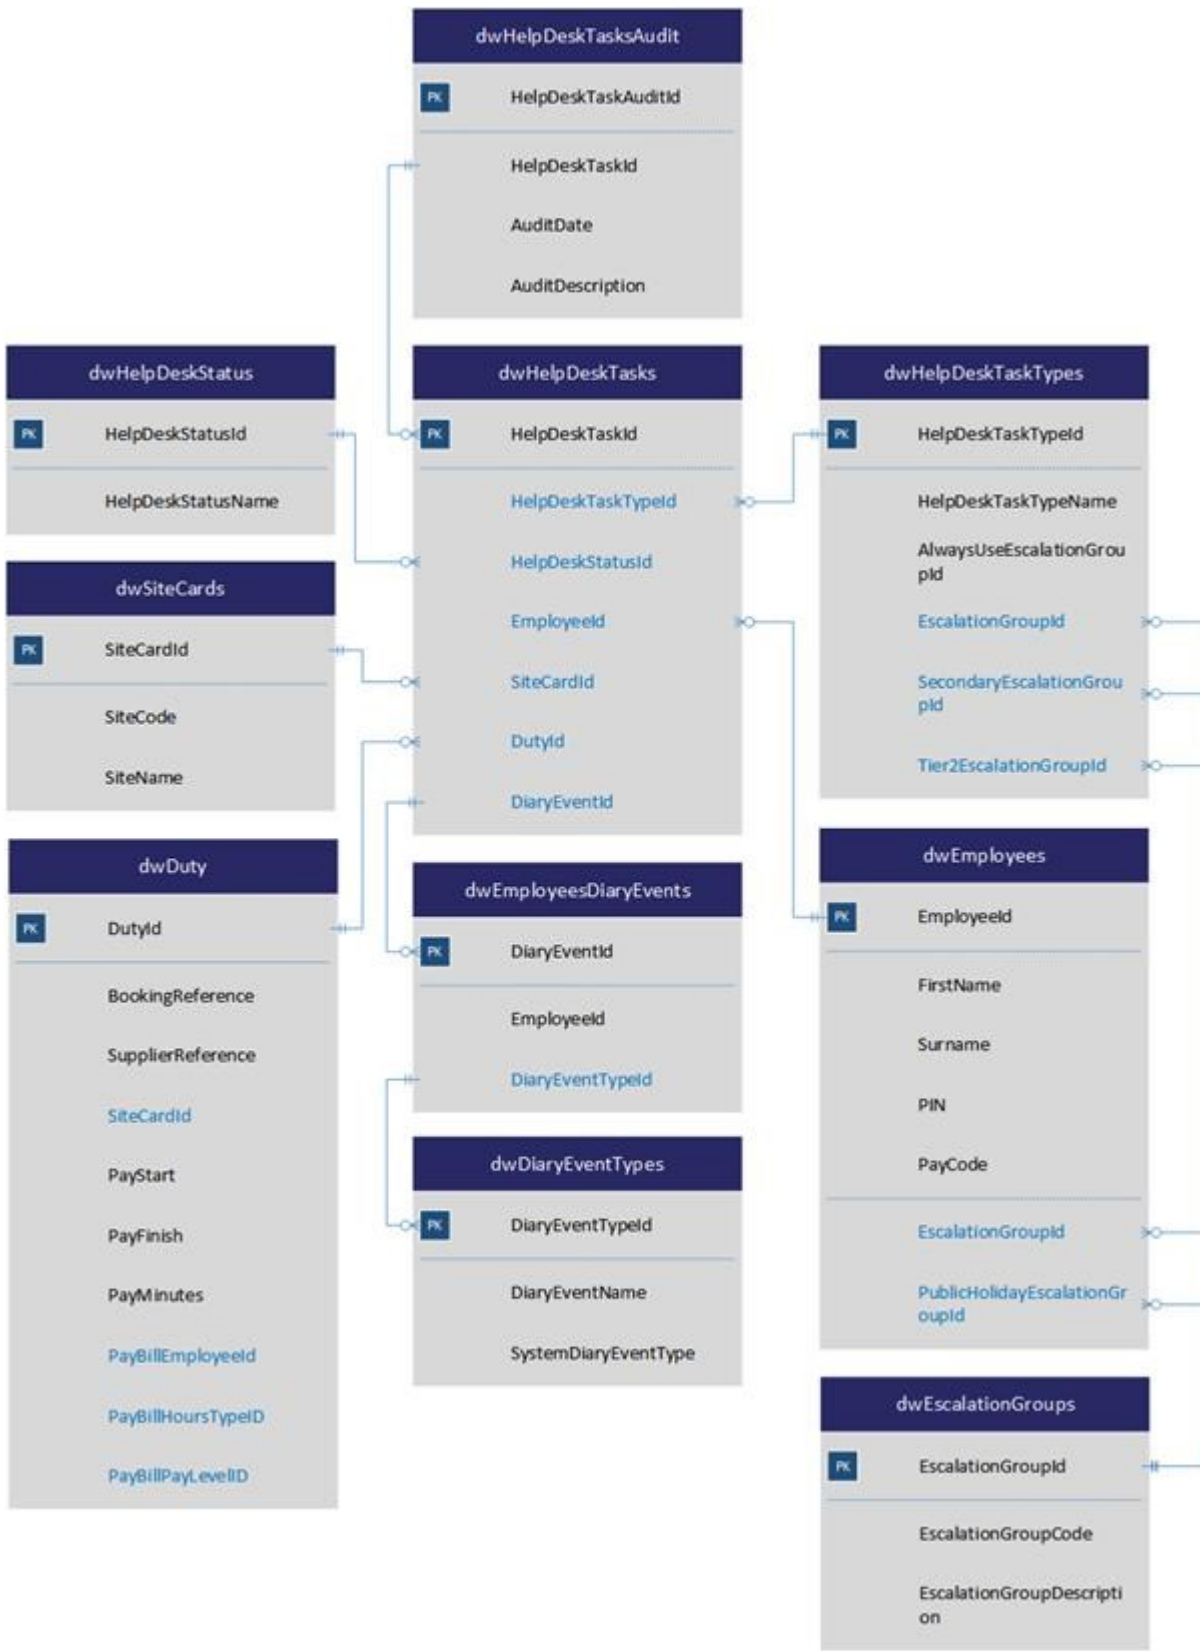 dwHelpDeskTasksAudit
PK HelpDeskTaskAuditId
HelpDeskTaskId
AuditDate
AuditDescription
dwHelpDeskStatus
PK HelpDeskStatusId
HelpDeskStatusName
dwHelpDeskTasks
PK HelpDeskTaskId
HelpDeskTaskTypeId
HelpDeskStatusId
EmployeeId
SiteCardId
DutyId
DiaryEventId
dwHelpDeskTaskTypes
PK HelpDeskTaskTypeId
HelpDeskTaskTypeName
AlwaysUseEscalationGrou
pId
EscalationGroupId
SecondaryEscalationGrou
pId
Tier2EscalationGroupId
dwSiteCards
PK SiteCardId
SiteCode
SiteName
dwDuty
PK DutyId
BookingReference
SupplierReference
SiteCardId
PayStart
PayFinish
PayMinutes
PayBillEmployeeId
PayBillHoursTypeID
PayBillPayLevelID
dwEmployeesDiaryEvents
PK DiaryEventId
EmployeeId
DiaryEventTypeId
dwDiaryEventTypes
PK DiaryEventTypeId
DiaryEventName
SystemDiaryEventType
dwEmployees
PK EmployeeId
FirstName
Surname
PIN
PayCode
EscalationGroupId
PublicHolidayEscalationGr
oupId
dwEscalationGroups
PK EscalationGroupId
EscalationGroupCode
EscalationGroupDescripti
on